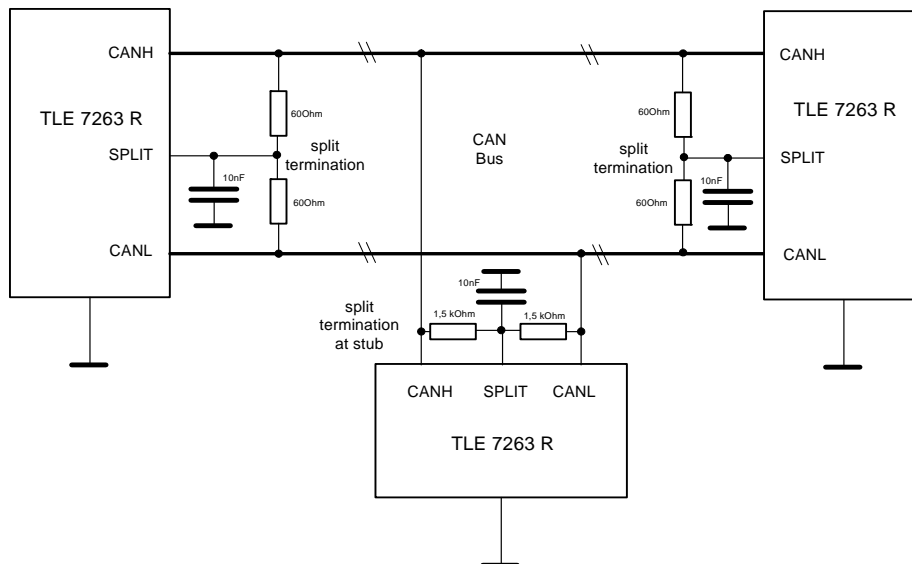 CANH
TLE 7263 R
SPLIT
CANL
60Ohm
60Ohm
10nF
split
termination
CAN
Bus
split
termination
60Ohm
60Ohm
10nF
CANH
TLE 7263 R
SPLIT
CANL
split
termination
at stub
10nF
1,5 kOhm
1,5 kOhm
CANH SPLIT CANL
TLE 7263 R